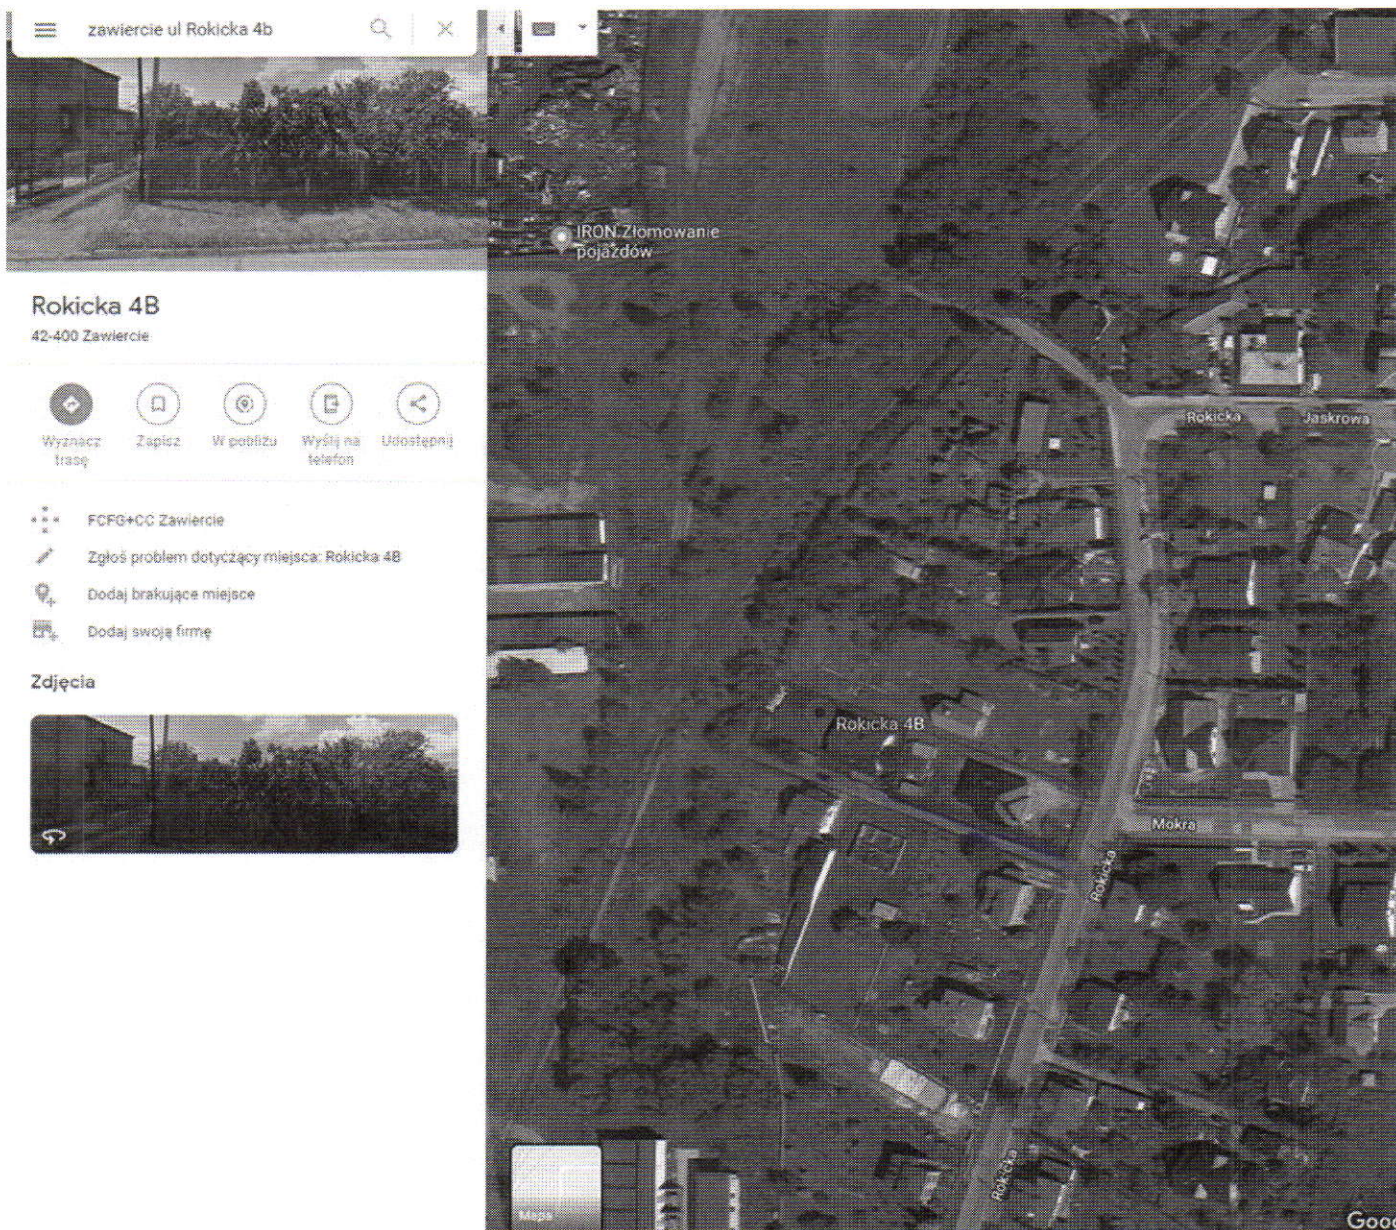 zawiercie ul Rokicka 4b
Rokicka 4B
42-400 Zawiercie
Wyznacz trasę
Zapisz
W pobliżu
Wyślij na telefon
Udostępnij
FCFG+CC Zawiercie
Zgłoś problem dotyczący miejsca: Rokicka 4B
Dodaj brakujące miejsce
Dodaj swoją firmę
Zdjęcia
IRON Złomowanie
pojazdów
Rokicka
Jaskrowa
Rokicka 4B
Mokra
Rokicka
Rokicka
Mapa
Goo